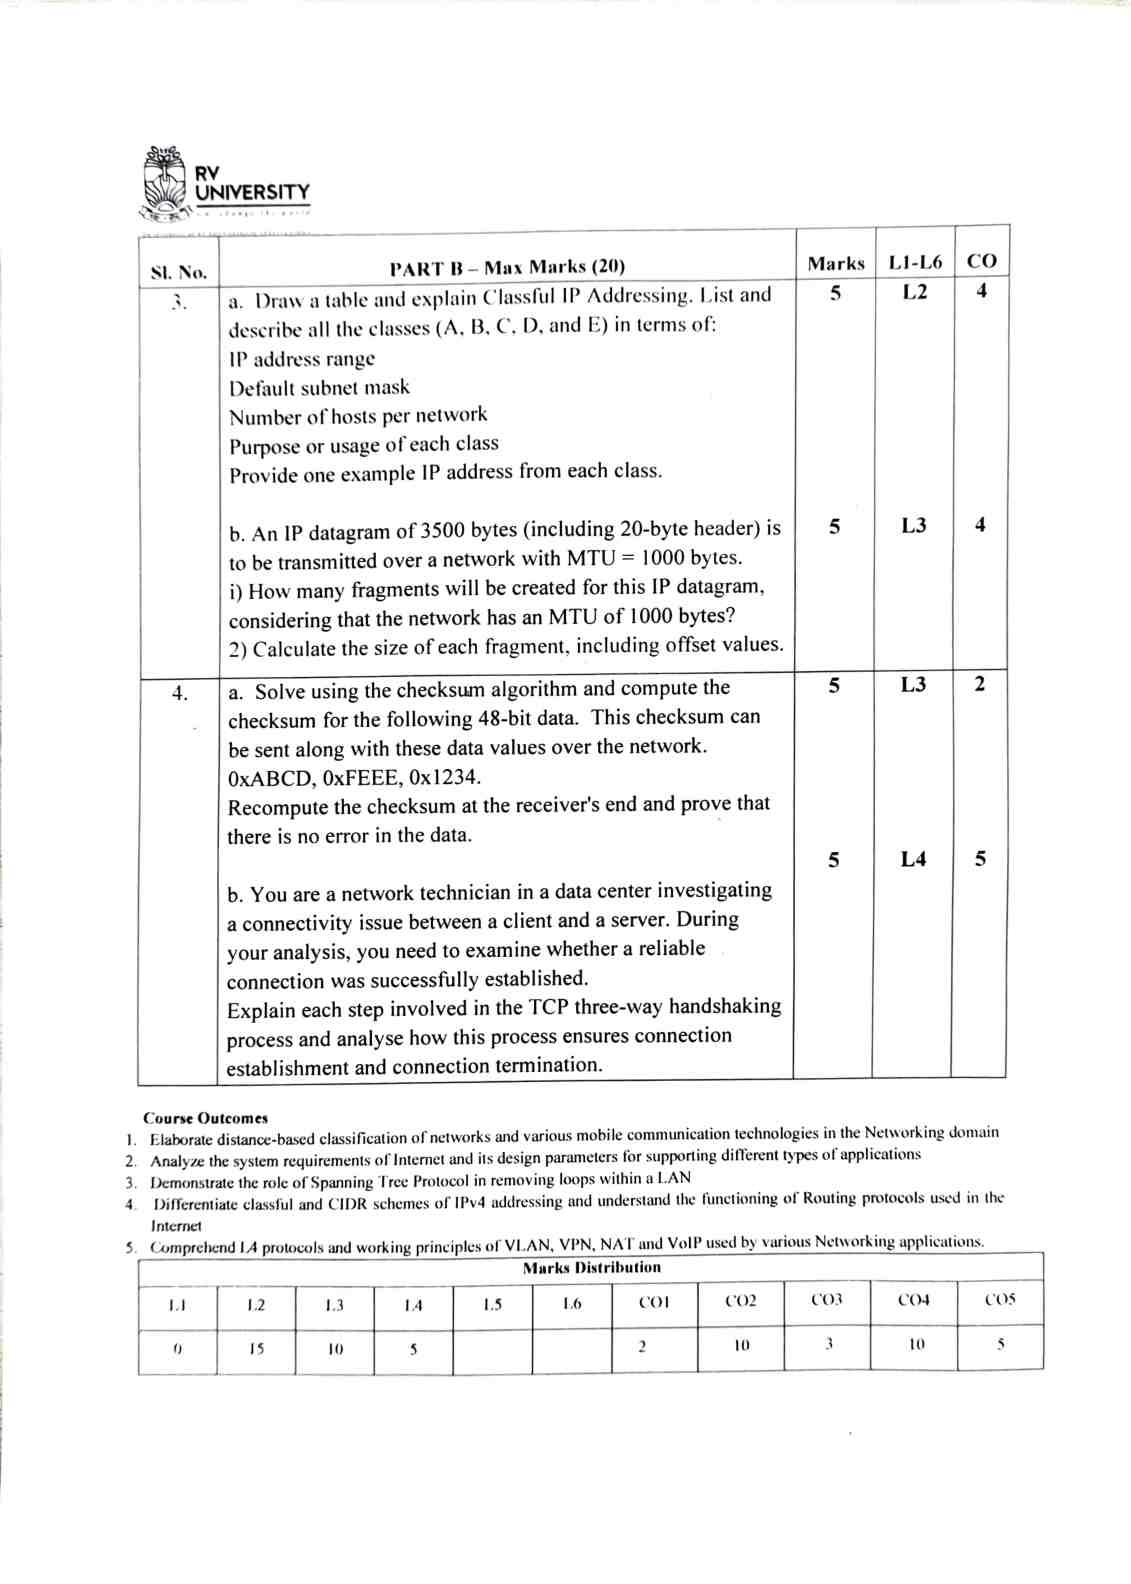 RV
UNIVERSITY
Sl. No.
PART B – Max Marks (20)
Marks
L1-L6
CO
3.
a. Draw a table and explain Classful IP Addressing. List and
5
L2
4
describe all the classes (A, B, C, D, and E) in terms of:
IP address range
Default subnet mask
Number of hosts per network
Purpose or usage of each class
Provide one example IP address from each class.
b. An IP datagram of 3500 bytes (including 20-byte header) is
5
L3
4
to be transmitted over a network with MTU = 1000 bytes.
i) How many fragments will be created for this IP datagram,
considering that the network has an MTU of 1000 bytes?
2) Calculate the size of each fragment, including offset values.
4.
a. Solve using the checksum algorithm and compute the
5
L3
2
checksum for the following 48-bit data. This checksum can
be sent along with these data values over the network.
0xABCD, 0xFEEE, 0x1234.
Recompute the checksum at the receiver's end and prove that
there is no error in the data.
5
L4
5
b. You are a network technician in a data center investigating
a connectivity issue between a client and a server. During
your analysis, you need to examine whether a reliable
connection was successfully established.
Explain each step involved in the TCP three-way handshaking
process and analyse how this process ensures connection
establishment and connection termination.
Course Outcomes
1. Elaborate distance-based classification of networks and various mobile communication technologies in the Networking domain
2. Analyze the system requirements of Internet and its design parameters for supporting different types of applications
3. Demonstrate the role of Spanning Tree Protocol in removing loops within a LAN
4. Differentiate classful and CIDR schemes of IPv4 addressing and understand the functioning of Routing protocols used in the
Internet
5. Comprehend L4 protocols and working principles of VLAN, VPN, NAT and VoIP used by various Networking applications.
Marks Distribution
L1 L2 L3 L4 L5 L6 CO1 CO2 CO3 CO4 CO5
0 15 10 5 2 10 3 10 5